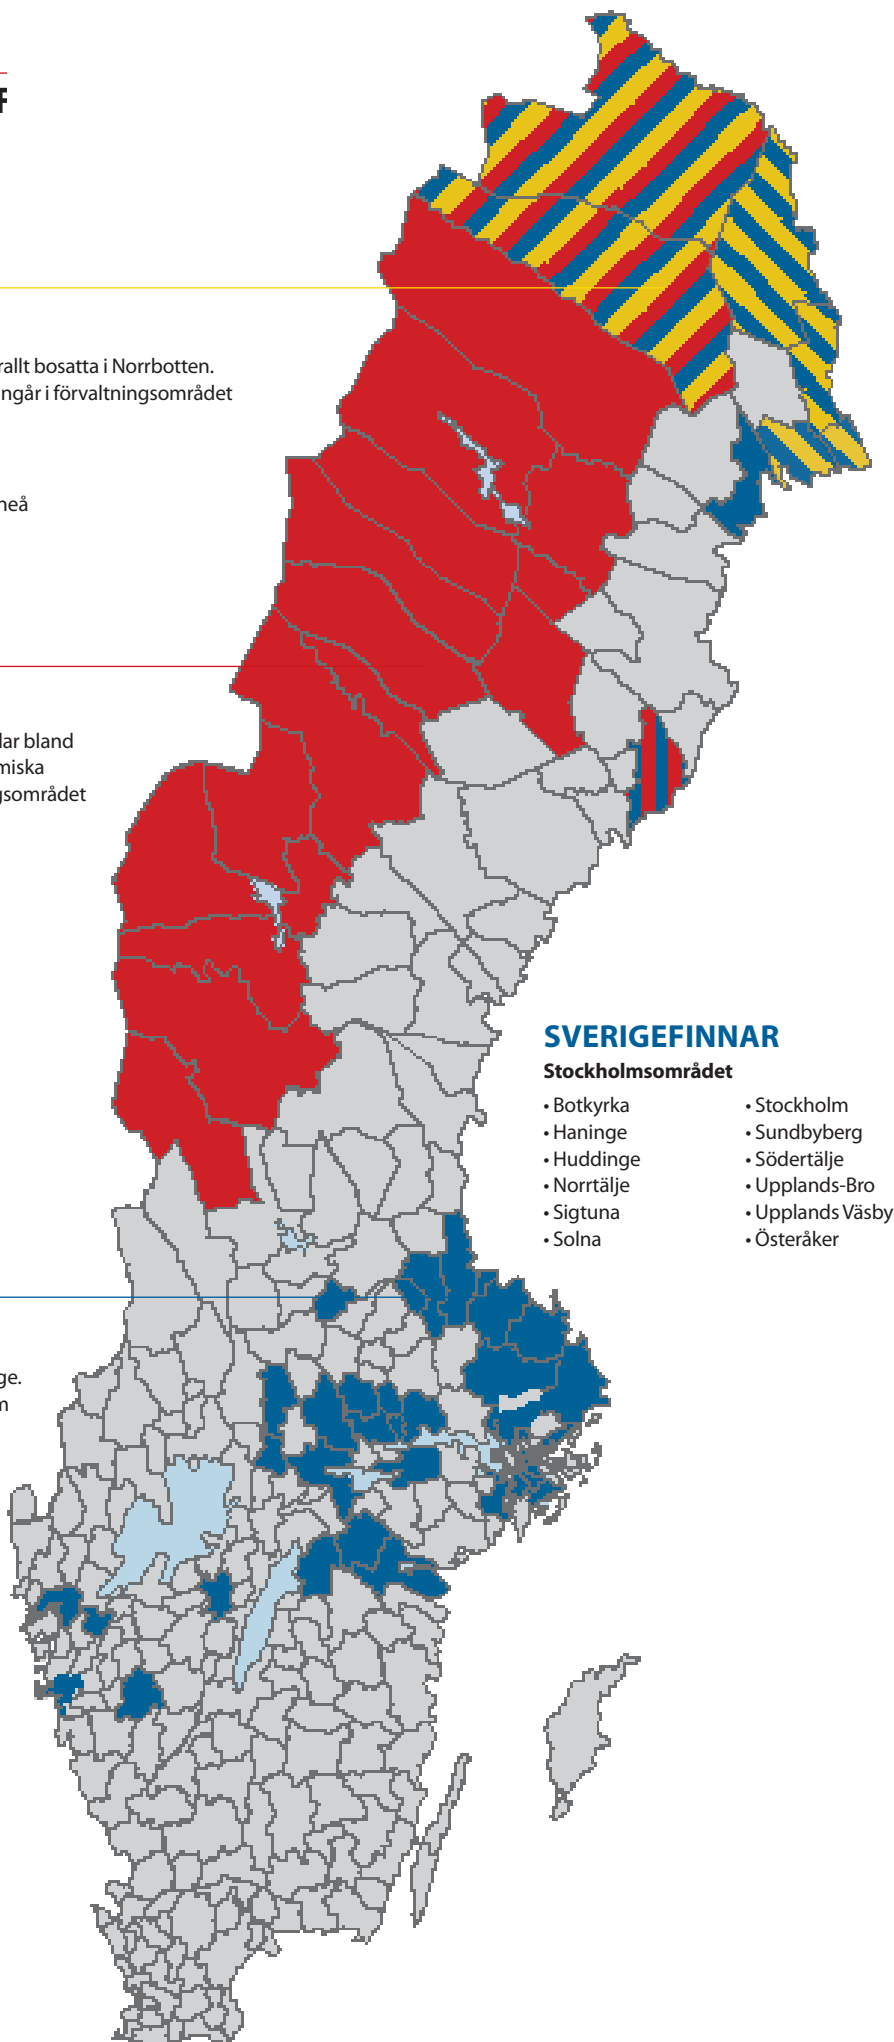 F
rallt bosatta i Norrbotten.
ngår i förvaltningsområdet
neå
lar bland
miska
gsområdet
SVERIGEFINNAR
Stockholmsområdet
• Botkyrka
• Haninge
• Huddinge
• Norrtälje
• Sigtuna
• Solna
• Stockholm
• Sundbyberg
• Södertälje
• Upplands-Bro
• Upplands Väsby
• Österåker
ge.
m